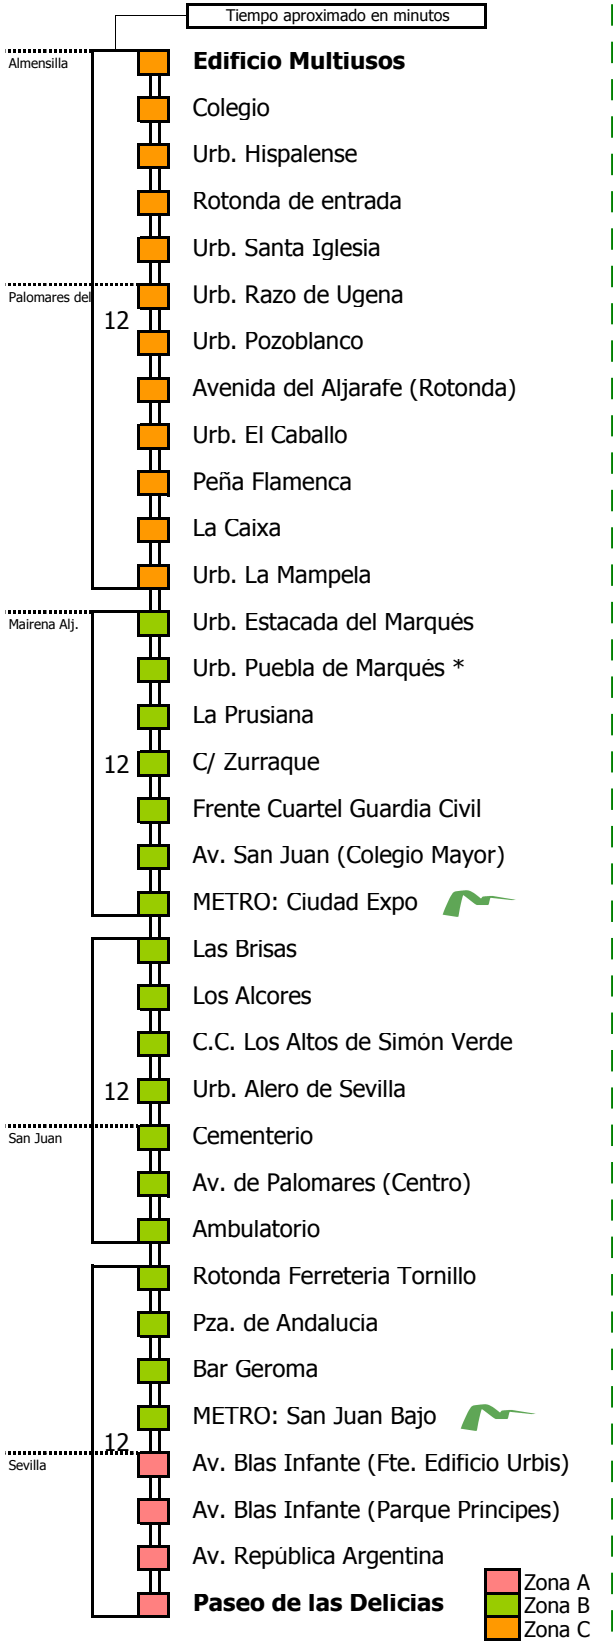 Tiempo aproximado en minutos
Almensilla
Edificio Multiusos
Colegio
Urb. Hispalense
Rotonda de entrada
Urb. Santa Iglesia
Palomares del
Urb. Razo de Ugena
12
Urb. Pozoblanco
Avenida del Aljarafe (Rotonda)
Urb. El Caballo
Peña Flamenca
La Caixa
Urb. La Mampela
Mairena Alj.
Urb. Estacada del Marqués
Urb. Puebla de Marqués *
La Prusiana
12
C/ Zurraque
Frente Cuartel Guardia Civil
Av. San Juan (Colegio Mayor)
METRO: Ciudad Expo
Las Brisas
Los Alcores
C.C. Los Altos de Simón Verde
12
Urb. Alero de Sevilla
San Juan
Cementerio
Av. de Palomares (Centro)
Ambulatorio
Rotonda Ferreteria Tornillo
Pza. de Andalucía
Bar Geroma
METRO: San Juan Bajo
12
Sevilla
Av. Blas Infante (Fte. Edificio Urbis)
Av. Blas Infante (Parque Principes)
Av. República Argentina
Paseo de las Delicias
Zona A
Zona B
Zona C